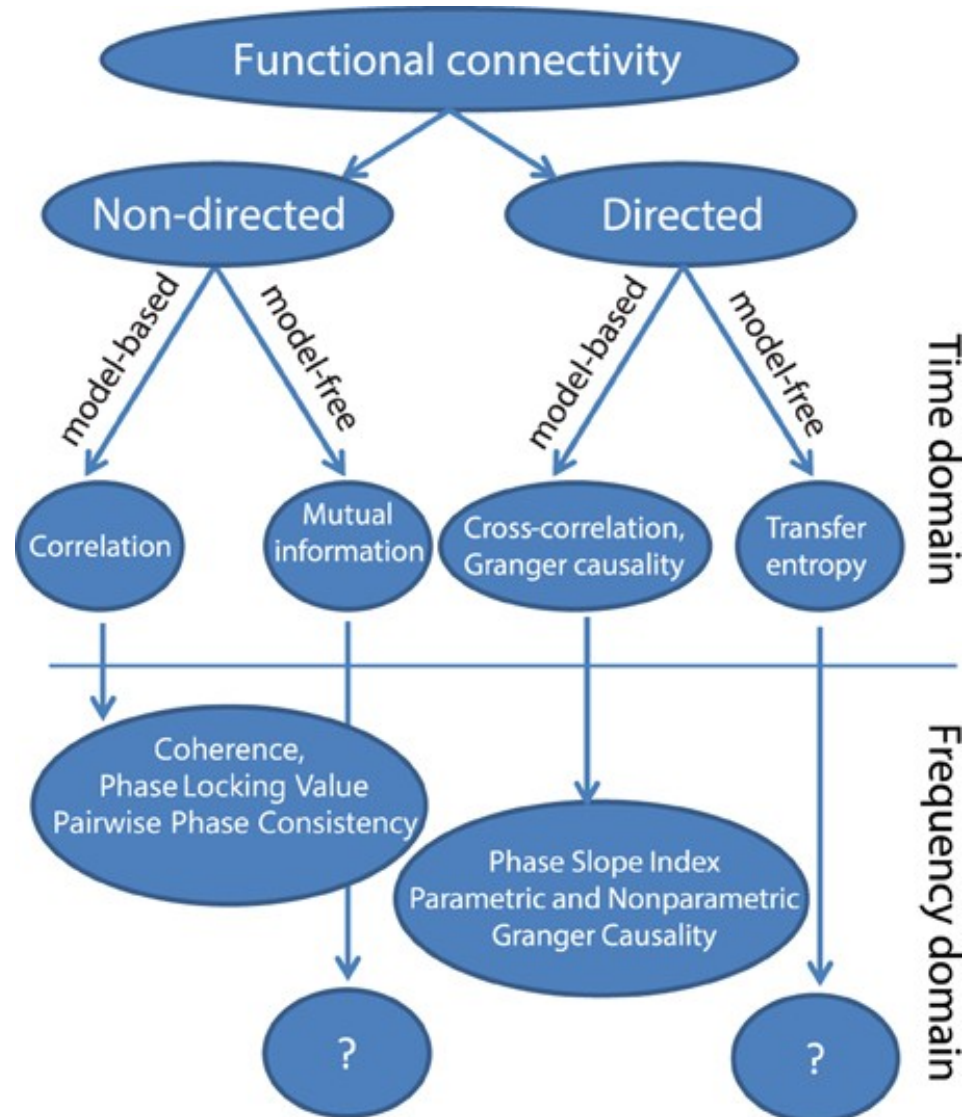 Functional connectivity
Non-directed
Directed
model-based
model-free
model-based
model-free
Time domain
Correlation
Mutual
information
Cross-correlation,
Granger causality
Transfer
entropy
Frequency domain
Coherence,
Phase Locking Value
Pairwise Phase Consistency
Phase Slope Index
Parametric and Nonparametric
Granger Causality
?
?